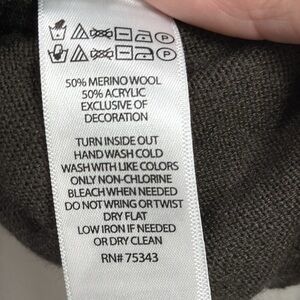 50% MERINO WOOL
50% ACRYLIC
EXCLUSIVE OF
DECORATION
TURN INSIDE OUT
HAND WASH COLD
WASH WITH LIKE COLORS
ONLY NON-CHLORINE
BLEACH WHEN NEEDED
DO NOT WRING OR TWIST
DRY FLAT
LOW IRON IF NEEDED
OR DRY CLEAN
RN# 75343